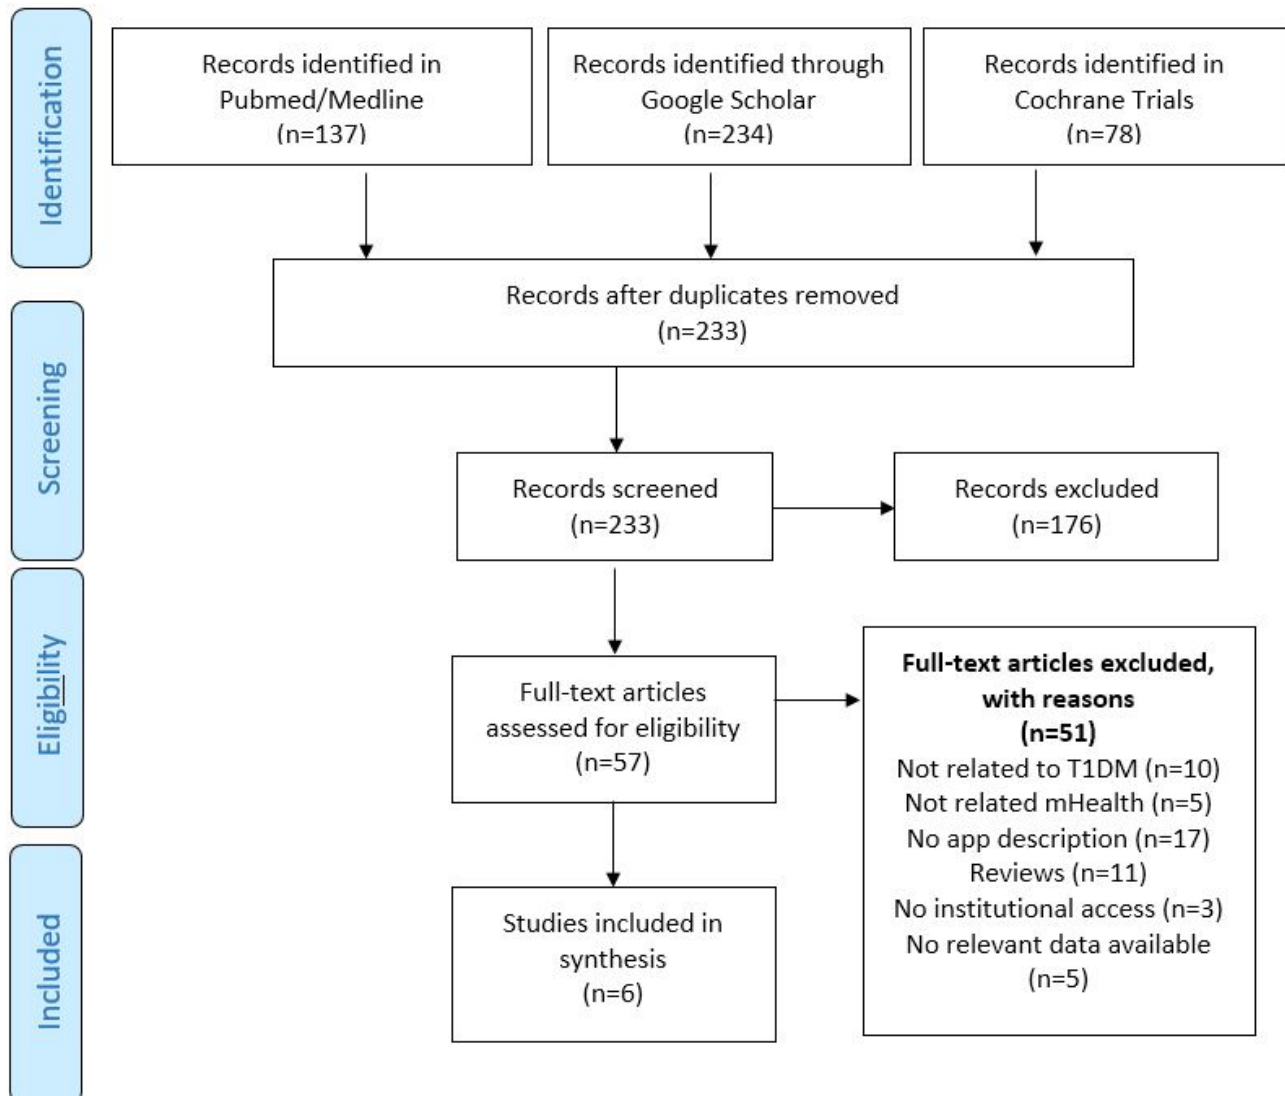 Identification
Records identified in
Pubmed/Medline
(n=137)
Records identified through
Google Scholar
(n=234)
Records identified in
Cochrane Trials
(n=78)
Records after duplicates removed
(n=233)
Screening
Records screened
(n=233)
Records excluded
(n=176)
Eligibility
Full-text articles
assessed for eligibility
(n=57)
Full-text articles excluded,
with reasons
(n=51)
Not related to T1DM (n=10)
Not related mHealth (n=5)
No app description (n=17)
Reviews (n=11)
No institutional access (n=3)
No relevant data available
(n=5)
Included
Studies included in
synthesis
(n=6)